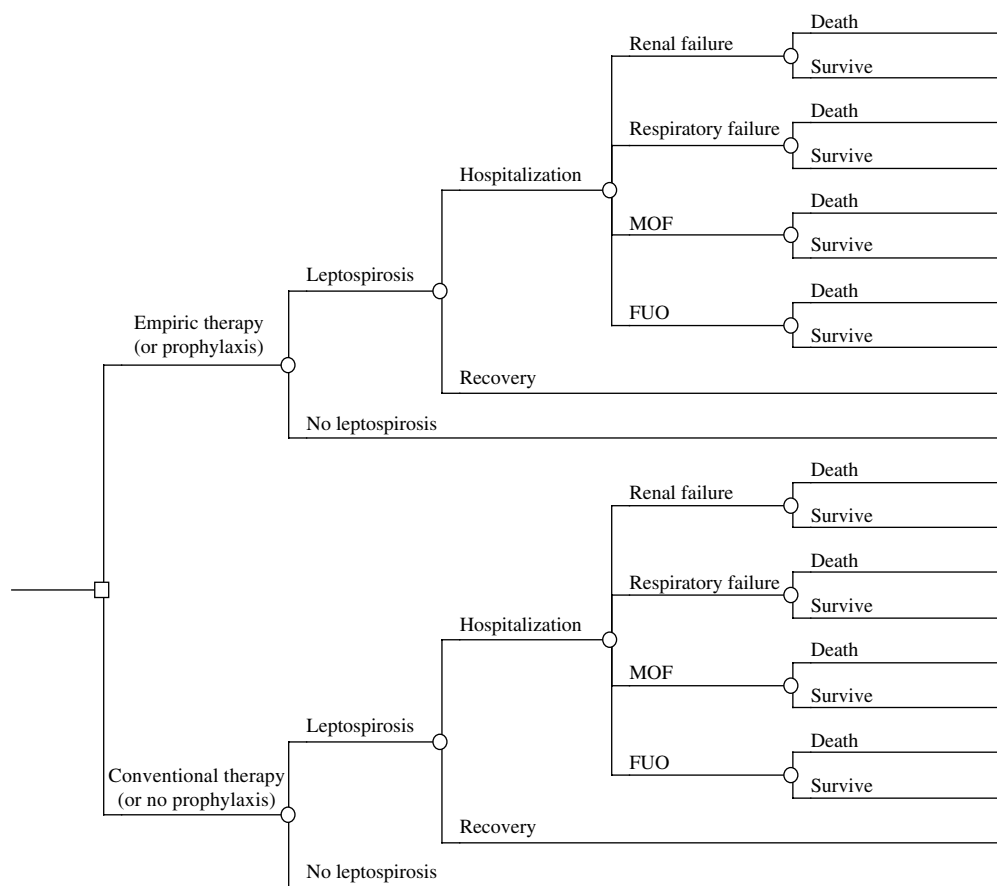 Death
Renal failure
Survive
Death
Respiratory failure
Survive
Hospitalization
Death
MOF
Survive
Leptospirosis
Death
FUO
Survive
Empiric therapy
(or prophylaxis)
Recovery
No leptospirosis
Death
Renal failure
Survive
Death
Respiratory failure
Survive
Hospitalization
Death
MOF
Survive
Leptospirosis
Death
FUO
Survive
Conventional therapy
(or no prophylaxis)
Recovery
No leptospirosis